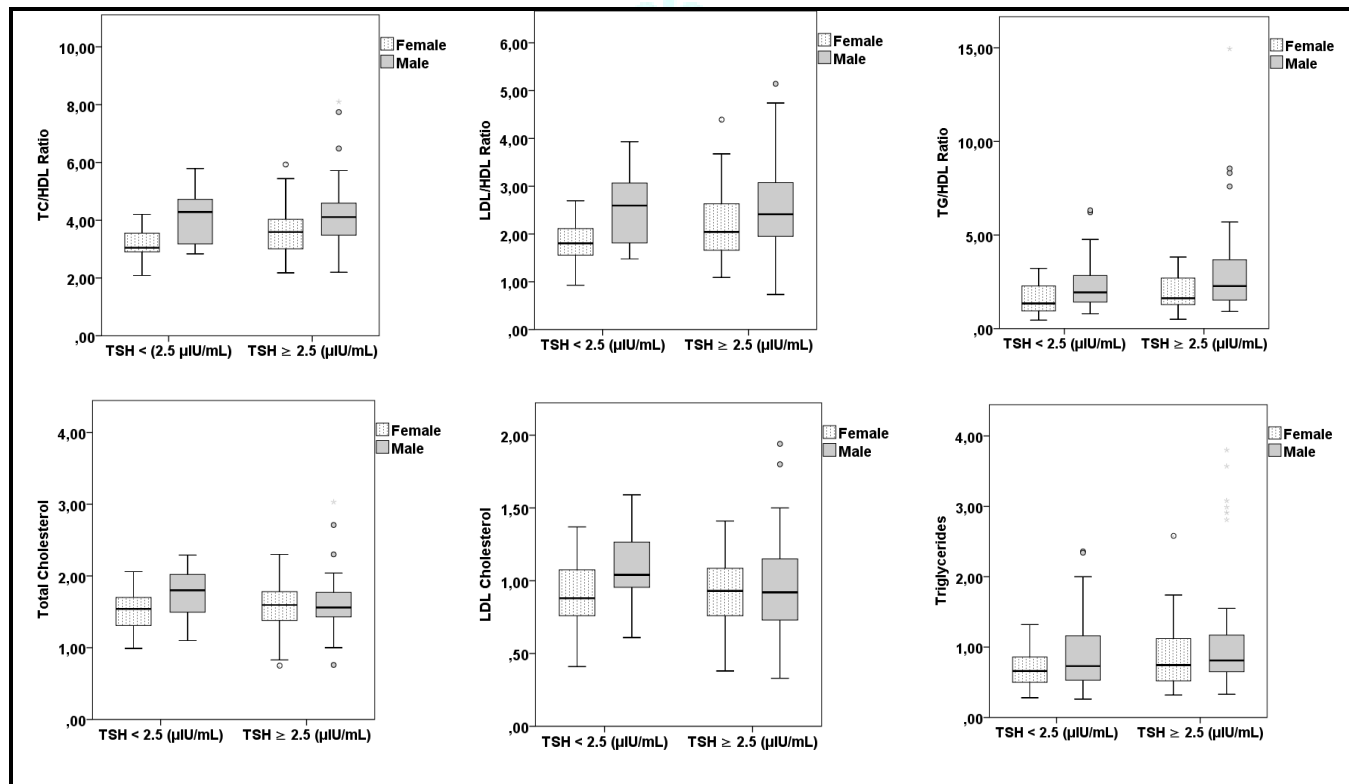 TC/HDL Ratio
10,00
8,00
6,00
4,00
2,00
,00
Female
Male
TSH < (2.5 µIU/mL)
TSH ≥ 2.5 (µIU/mL)
LDL/HDL Ratio
6,00
5,00
4,00
3,00
2,00
1,00
,00
Female
Male
TSH < 2.5 (µIU/mL)
TSH ≥ 2.5 (µIU/mL)
TG/HDL Ratio
15,00
10,00
5,00
,00
Female
Male
TSH < 2.5 (µIU/mL)
TSH ≥ 2.5 (µIU/mL)
Total Cholesterol
4,00
3,00
2,00
1,00
,00
Female
Male
TSH < 2.5 (µIU/mL)
TSH ≥ 2.5 (µIU/mL)
LDL Cholesterol
2,00
1,50
1,00
,50
,00
Female
Male
TSH < 2.5 (µIU/mL)
TSH ≥ 2.5 (µIU/mL)
Triglycerides
4,00
3,00
2,00
1,00
,00
Female
Male
TSH < 2.5 (µIU/mL)
TSH ≥ 2.5 (µIU/mL)